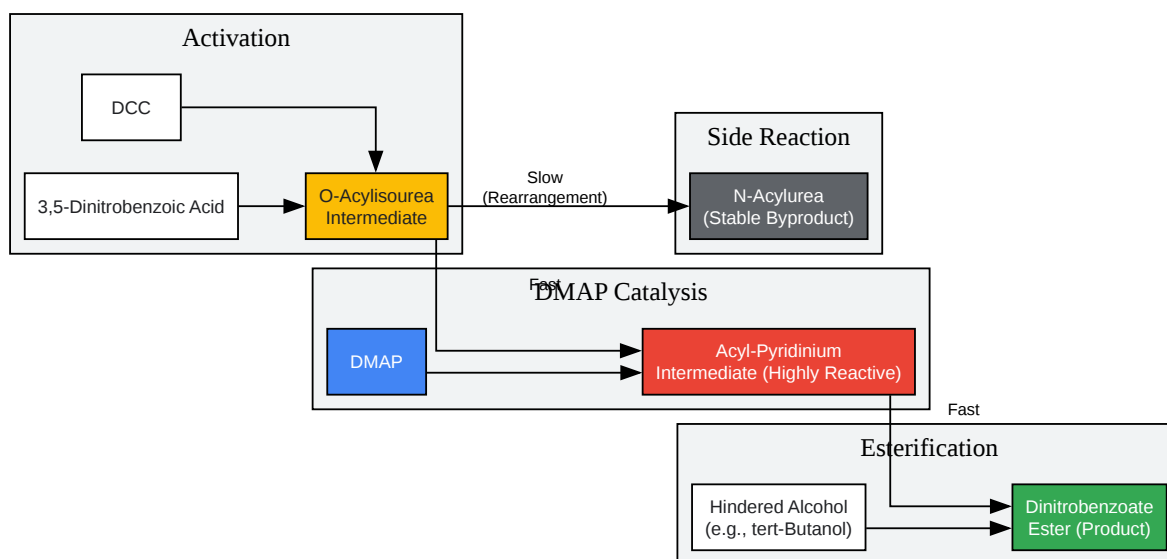 Activation
DCC
3,5-Dinitrobenzoic Acid
O-Acylisourea
Intermediate
Slow
(Rearrangement)
Side Reaction
N-Acylurea
(Stable Byproduct)
Fast
DMAP Catalysis
DMAP
Acyl-Pyridinium
Intermediate (Highly Reactive)
Fast
Esterification
Hindered Alcohol
(e.g., tert-Butanol)
Dinitrobenzoate
Ester (Product)